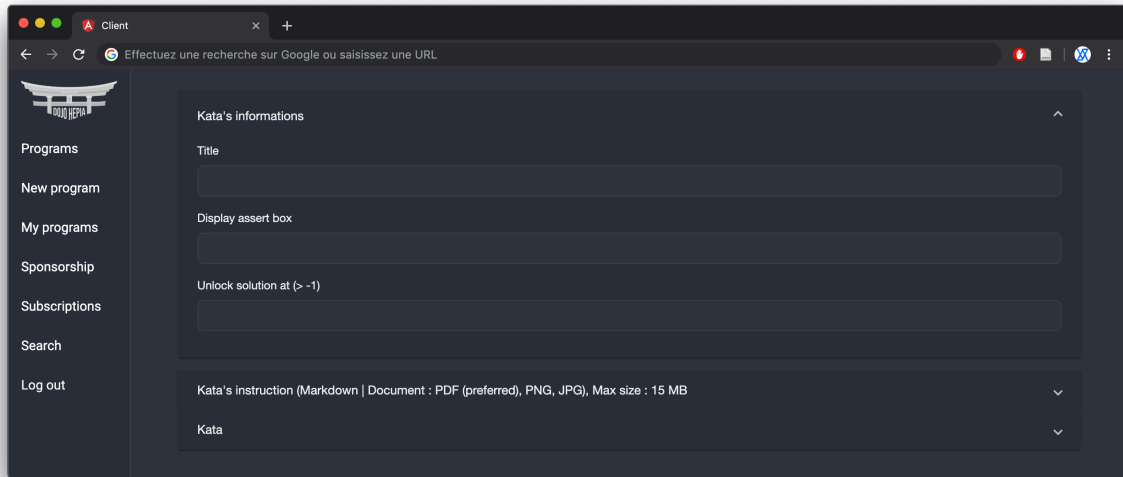 Client
Effectuez une recherche sur Google ou saisissez une URL
DOJO HEPIA
Programs
New program
My programs
Sponsorship
Subscriptions
Search
Log out
Kata's informations
Title
Display assert box
Unlock solution at (> -1)
Kata's instruction (Markdown | Document : PDF (preferred), PNG, JPG), Max size : 15 MB
Kata